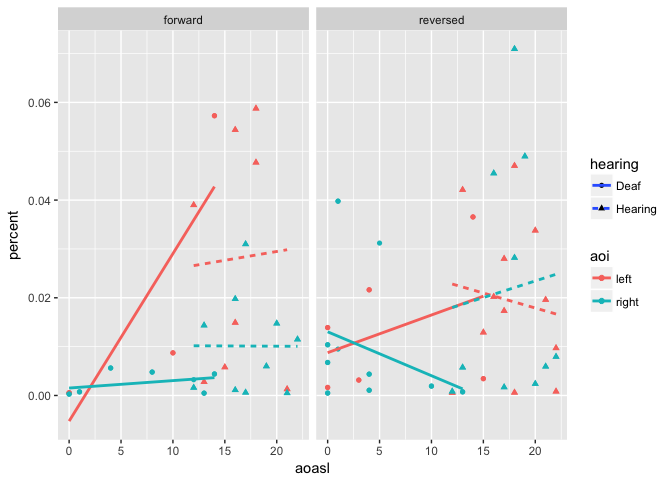 forward reversed
0.06
0.04
0.02
0.00
percent
0 5 10 15 20 0 5 10 15 20
aoasl
hearing
Deaf
Hearing
aoi
left
right